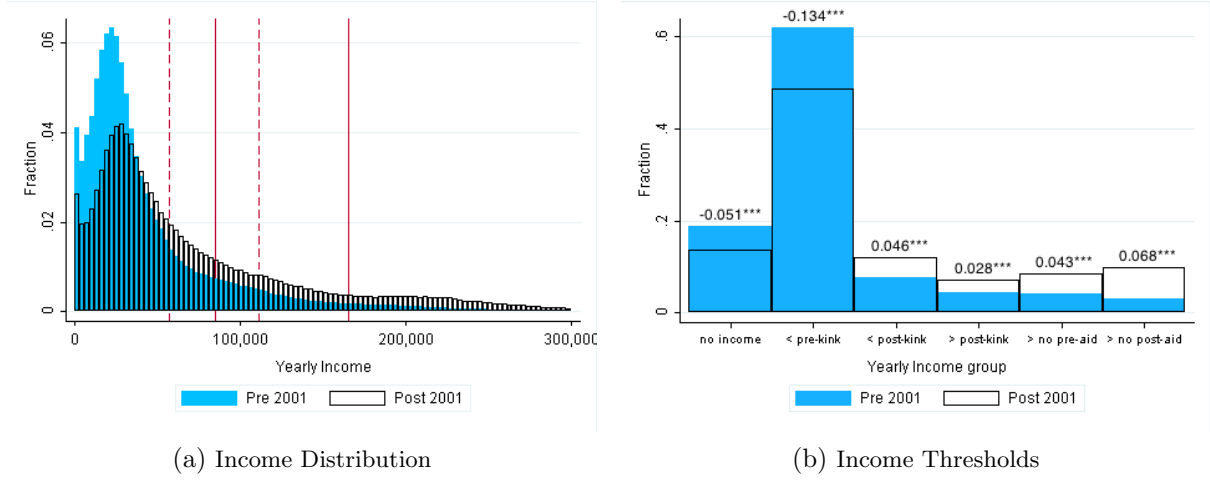 .06
.04
.02
0
Fraction
0
100,000
200,000
300,000
Yearly Income
Pre 2001
Post 2001
(a) Income Distribution
.6
.4
.2
0
Fraction
-0.051***
-0.134***
0.046***
0.028***
0.043***
0.068***
no income
< pre-kink
< post-kink
> post-kink
> no pre-aid
> no post-aid
Yearly Income group
Pre 2001
Post 2001
(b) Income Thresholds